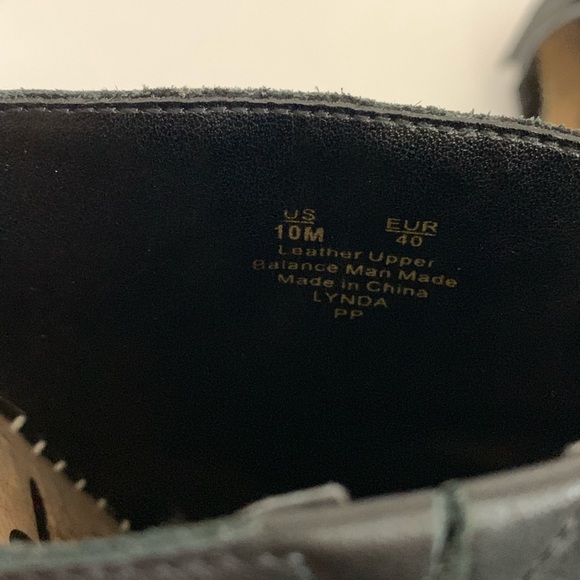 US EUR
10M 40
Leather Upper
Balance Man Made
Made in China
LYNDA
PP